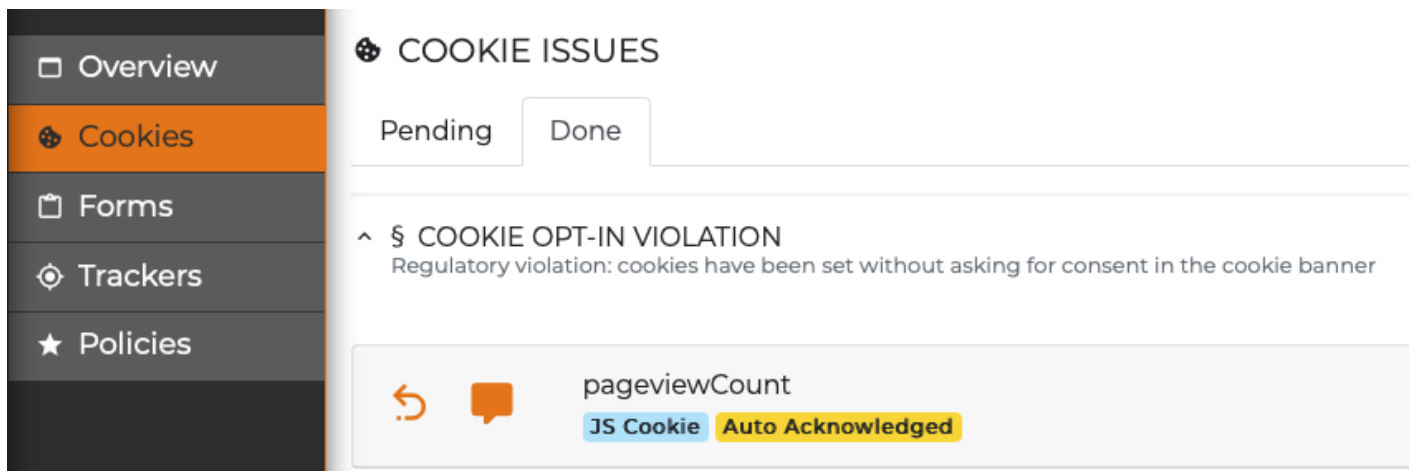 Overview
Cookies
Forms
Trackers
Policies
COOKIE ISSUES
Pending
Done
§ COOKIE OPT-IN VIOLATION
Regulatory violation: cookies have been set without asking for consent in the cookie banner
pageviewCount
JS Cookie Auto Acknowledged